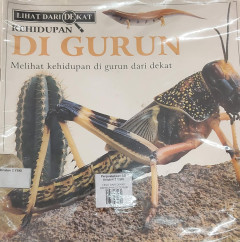 LIHAT DARI DEKAT
KEHIDUPAN
DI GURUN
Melihat kehidupan di gurun dari dekat